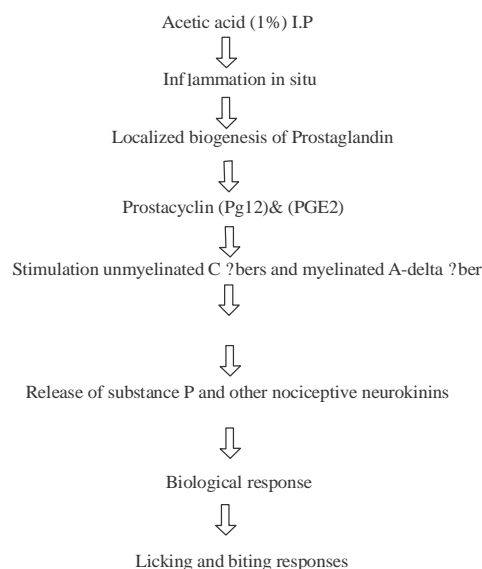 Acetic acid (1%) I.P
Inflammation in situ
Localized biogenesis of Prostaglandin
Prostacyclin (Pg12)& (PGE2)
Stimulation unmyelinated C ?bers and myelinated A-delta ?ber
Release of substance P and other nociceptive neurokinins
Biological response
Licking and biting responses